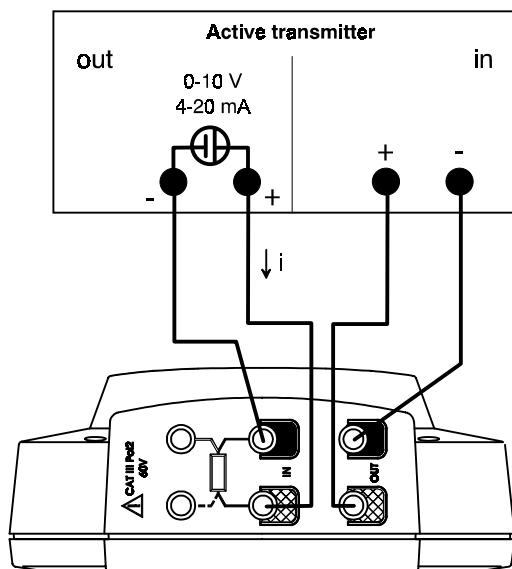 Active transmitter
out
in
0-10 V
4-20 mA
+
-
-
+
i
CAT III Pol2
60V
IN
OUT